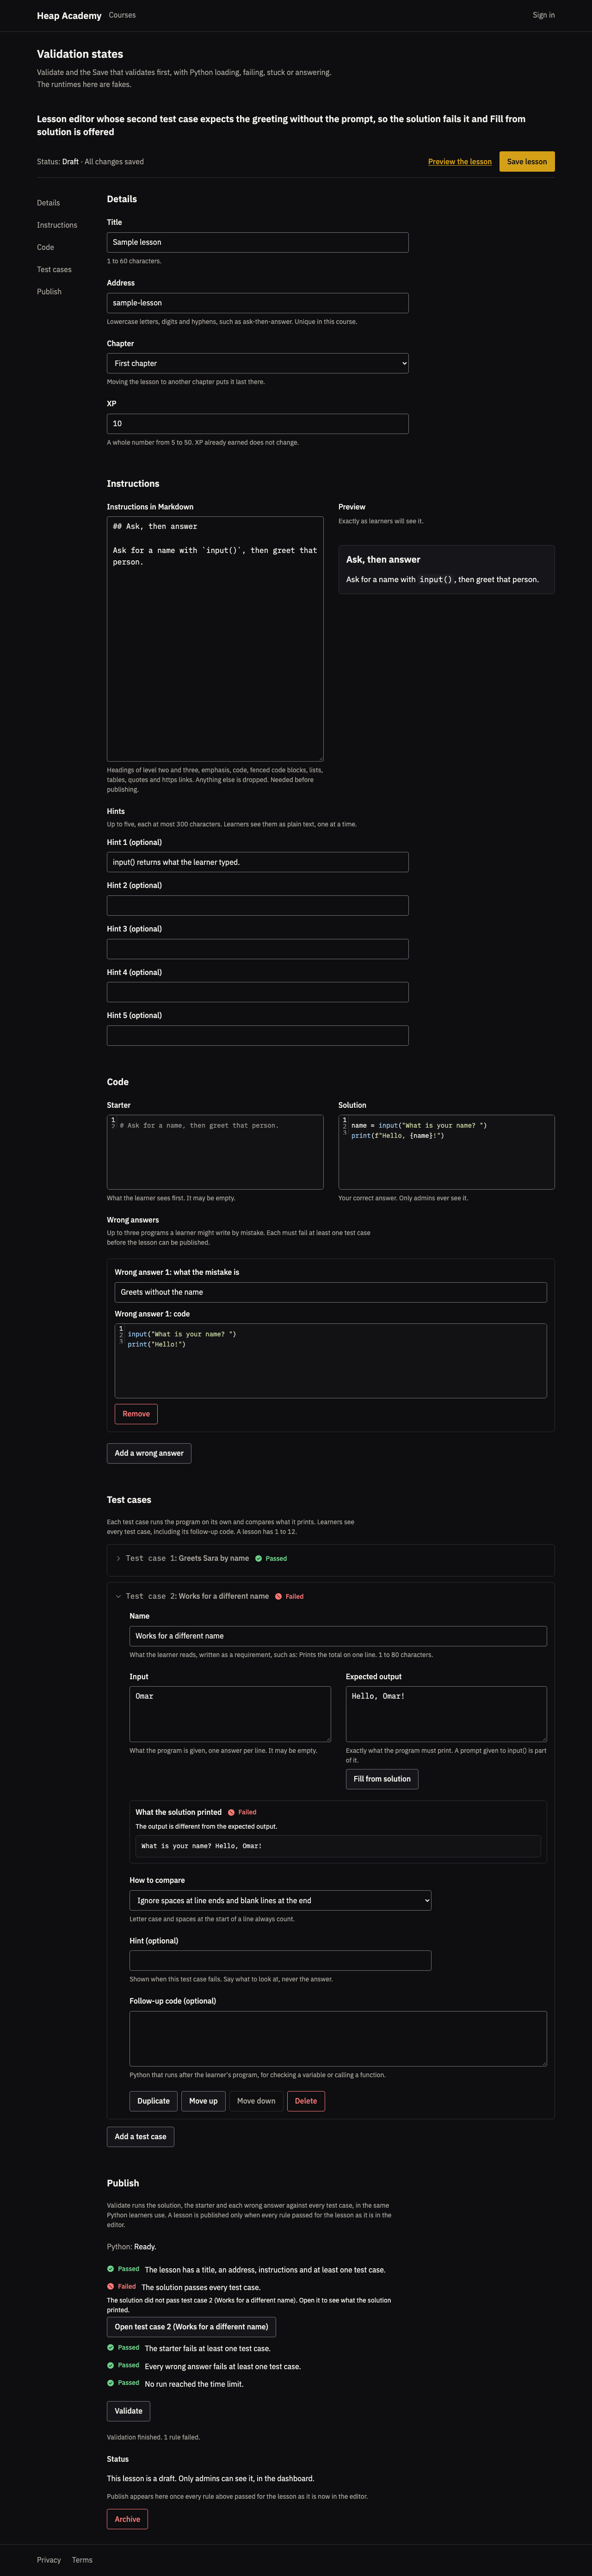 Heap Academy
Courses
Sign in
Validation states
Validate and the Save that validates first, with Python loading, failing, stuck or answering.
The runtimes here are fakes.
Lesson editor whose second test case expects the greeting without the prompt, so the solution fails it and Fill from
solution is offered
Status: Draft · All changes saved
Preview the lesson
Save lesson
Details
Instructions
Code
Test cases
Publish
Details
Title
Sample lesson
1 to 60 characters.
Address
sample-lesson
Lowercase letters, digits and hyphens, such as ask-then-answer. Unique in this course.
Chapter
First chapter
Moving the lesson to another chapter puts it last there.
XP
10
A whole number from 5 to 50. XP already earned does not change.
Instructions
Instructions in Markdown
## Ask, then answer
Ask for a name with `input()`, then greet that
person.
Headings of level two and three, emphasis, code, fenced code blocks, lists,
tables, quotes and https links. Anything else is dropped. Needed before
publishing.
Preview
Exactly as learners will see it.
Ask, then answer
Ask for a name with input(), then greet that person.
Hints
Up to five, each at most 300 characters. Learners see them as plain text, one at a time.
Hint 1 (optional)
input() returns what the learner typed.
Hint 2 (optional)
Hint 3 (optional)
Hint 4 (optional)
Hint 5 (optional)
Code
Starter
1
2
# Ask for a name, then greet that person.
What the learner sees first. It may be empty.
Solution
1
2
3
name = input("What is your name? ")
print(f"Hello, {name}!")
Your correct answer. Only admins ever see it.
Wrong answers
Up to three programs a learner might write by mistake. Each must fail at least one test case
before the lesson can be published.
Wrong answer 1: what the mistake is
Greets without the name
Wrong answer 1: code
1
2
3
input("What is your name? ")
print("Hello!")
Remove
Add a wrong answer
Test cases
Each test case runs the program on its own and compares what it prints. Learners see
every test case, including its follow-up code. A lesson has 1 to 12.
Test case 1: Greets Sara by name Passed
Test case 2: Works for a different name Failed
Name
Works for a different name
What the learner reads, written as a requirement, such as: Prints the total on one line. 1 to 80 characters.
Input
Omar
What the program is given, one answer per line. It may be empty.
Expected output
Hello, Omar!
Exactly what the program must print. A prompt given to input() is part
of it.
Fill from solution
What the solution printed Failed
The output is different from the expected output.
What is your name? Hello, Omar!
How to compare
Ignore spaces at line ends and blank lines at the end
Letter case and spaces at the start of a line always count.
Hint (optional)
Shown when this test case fails. Say what to look at, never the answer.
Follow-up code (optional)
Python that runs after the learner's program, for checking a variable or calling a function.
Duplicate
Move up
Move down
Delete
Add a test case
Publish
Validate runs the solution, the starter and each wrong answer against every test case, in the same
Python learners use. A lesson is published only when every rule passed for the lesson as it is in the
editor.
Python: Ready.
Passed The lesson has a title, an address, instructions and at least one test case.
Failed The solution passes every test case.
The solution did not pass test case 2 (Works for a different name). Open it to see what the solution
printed.
Open test case 2 (Works for a different name)
Passed The starter fails at least one test case.
Passed Every wrong answer fails at least one test case.
Passed No run reached the time limit.
Validate
Validation finished. 1 rule failed.
Status
This lesson is a draft. Only admins can see it, in the dashboard.
Publish appears here once every rule above passed for the lesson as it is now in the editor.
Archive
Privacy
Terms